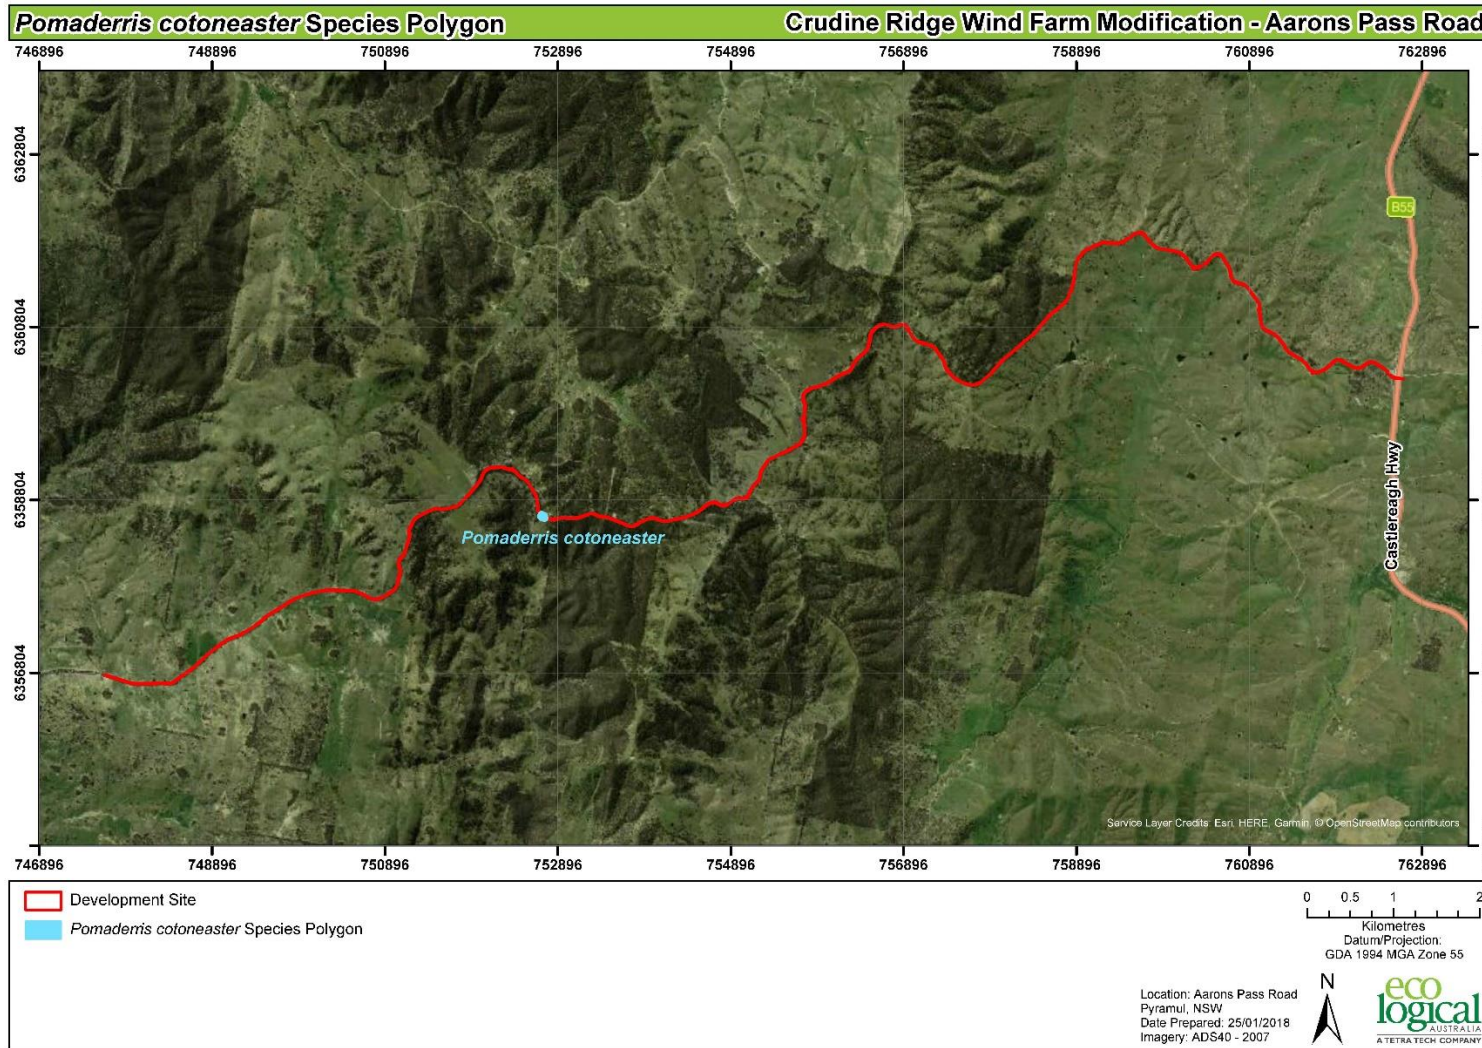 Pomaderris cotoneaster Species Polygon
Crudine Ridge Wind Farm Modification - Aarons Pass Road
746896 748896 750896 752896 754896 756896 758896 760896 762896
6362804
B55
6360804
6358804
Castlereagh Hwy
Pomaderris cotoneaster
6356804
Service Layer Credits: Esri, HERE, Garmin, © OpenStreetMap contributors
746896 748896 750896 752896 754896 756896 758896 760896 762896
Development Site
Pomaderris cotoneaster Species Polygon
0 0.5 1 2
Kilometres
Datum/Projection:
GDA 1994 MGA Zone 55
N
Location: Aarons Pass Road
Pyramul, NSW
Date Prepared: 25/01/2018
Imagery: ADS40 - 2007
eco
logical
AUSTRALIA
A TETRA TECH COMPANY